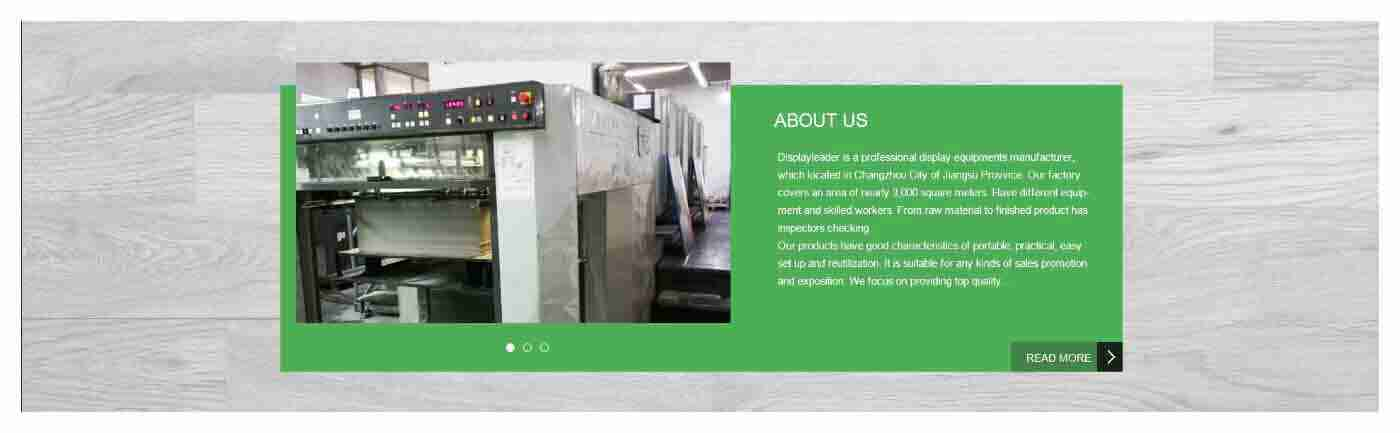 ABOUT US
Displayleader is a professional display equipments manufacturer,
which located in Changzhou City of Jiangsu Province. Our factory
covers an area of nearly 3,000 square meters. Have different equip-
ment and skilled workers. From raw material to finished product has
inspectors checking.
Our products have good characteristics of portable, practical, easy
set up and reutilization. It is suitable for any kinds of sales promotion
and exposition. We focus on providing top quality...
READ MORE